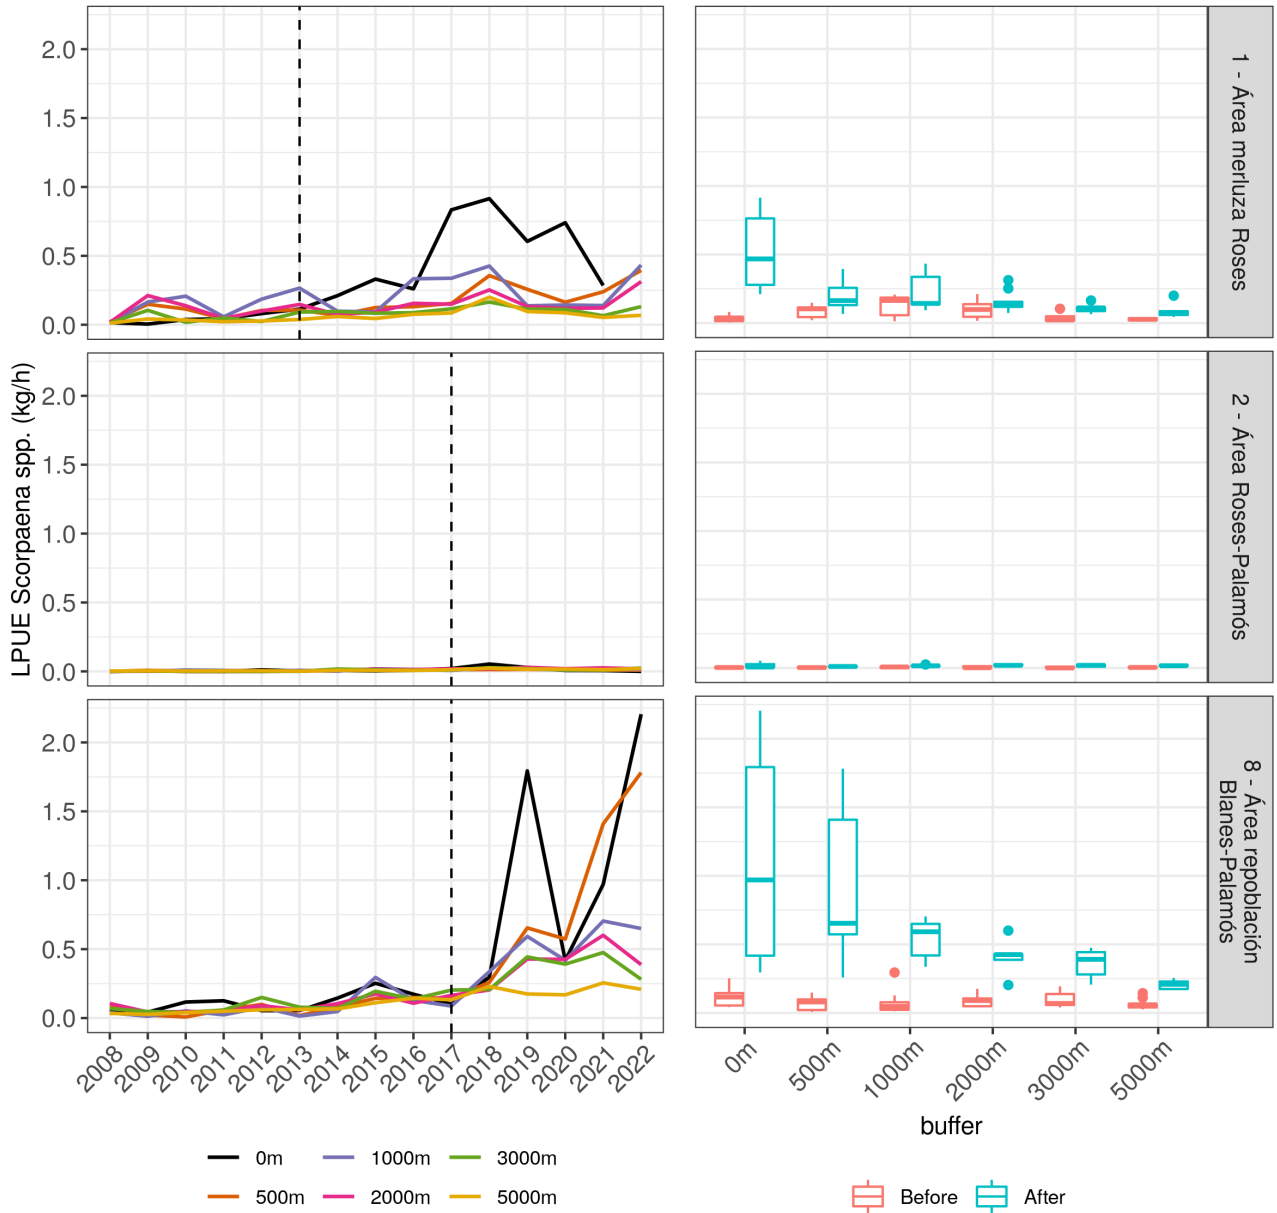 LPUE Scorpaena spp. (kg/h)
2.0
1.5
1.0
0.5
0.0
1 - Área merluza Roses
2.0
1.5
1.0
0.5
0.0
2 - Área Roses-Palamós
2.0
1.5
1.0
0.5
0.0
8 - Área repoblación
Blanes-Palamós
2008 2009 2010 2011 2012 2013 2014 2015 2016 2017 2018 2019 2020 2021 2022
0m 500m 1000m 2000m 3000m 5000m
buffer
0m 1000m 3000m
500m 2000m 5000m
Before After